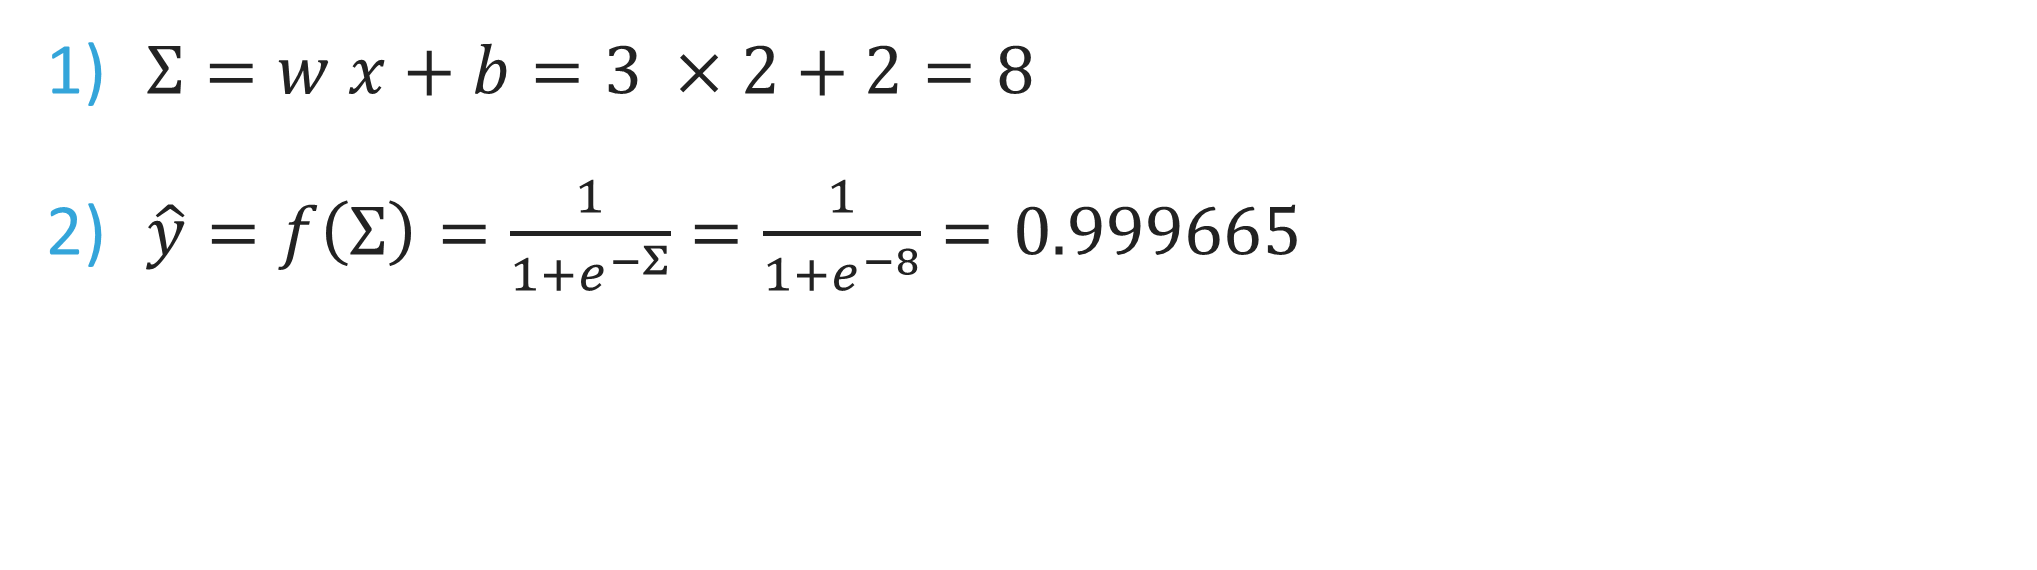 1) Σ = w x + b = 3 × 2 + 2 = 8
2) ŷ = f(Σ) = 1/(1+e^−Σ) = 1/(1+e^−8) = 0.999665